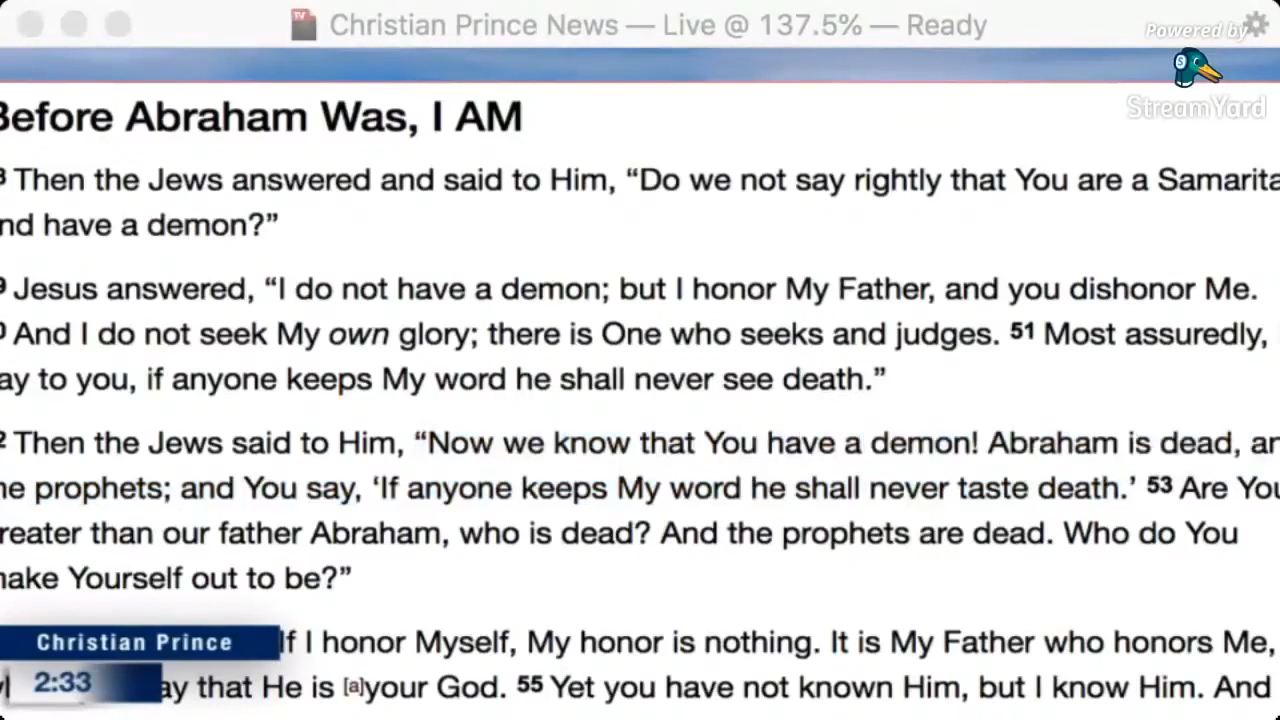 Christian Prince News — Live @ 137.5% — Ready
Powered by
StreamYard
Before Abraham Was, I AM
Then the Jews answered and said to Him, “Do we not say rightly that You are a
have a demon?”
Jesus answered, “I do not have a demon; but I honor My Father, and you dishonor Me.
And I do not seek My own glory; there is One who seeks and judges. 51 Most assuredly,
to you, if anyone keeps My word he shall never see death.”
Then the Jews said to Him, “Now we know that You have a demon! Abraham is dead,
prophets; and You say, ‘If anyone keeps My word he shall never taste death.’ 53 Are You
than our father Abraham, who is dead? And the prophets are dead. Who do You
Yourself out to be?”
If I honor Myself, My honor is nothing. It is My Father who honors Me,
that He is [a]your God. 55 Yet you have not known Him, but I know Him. And
Christian Prince
2:33